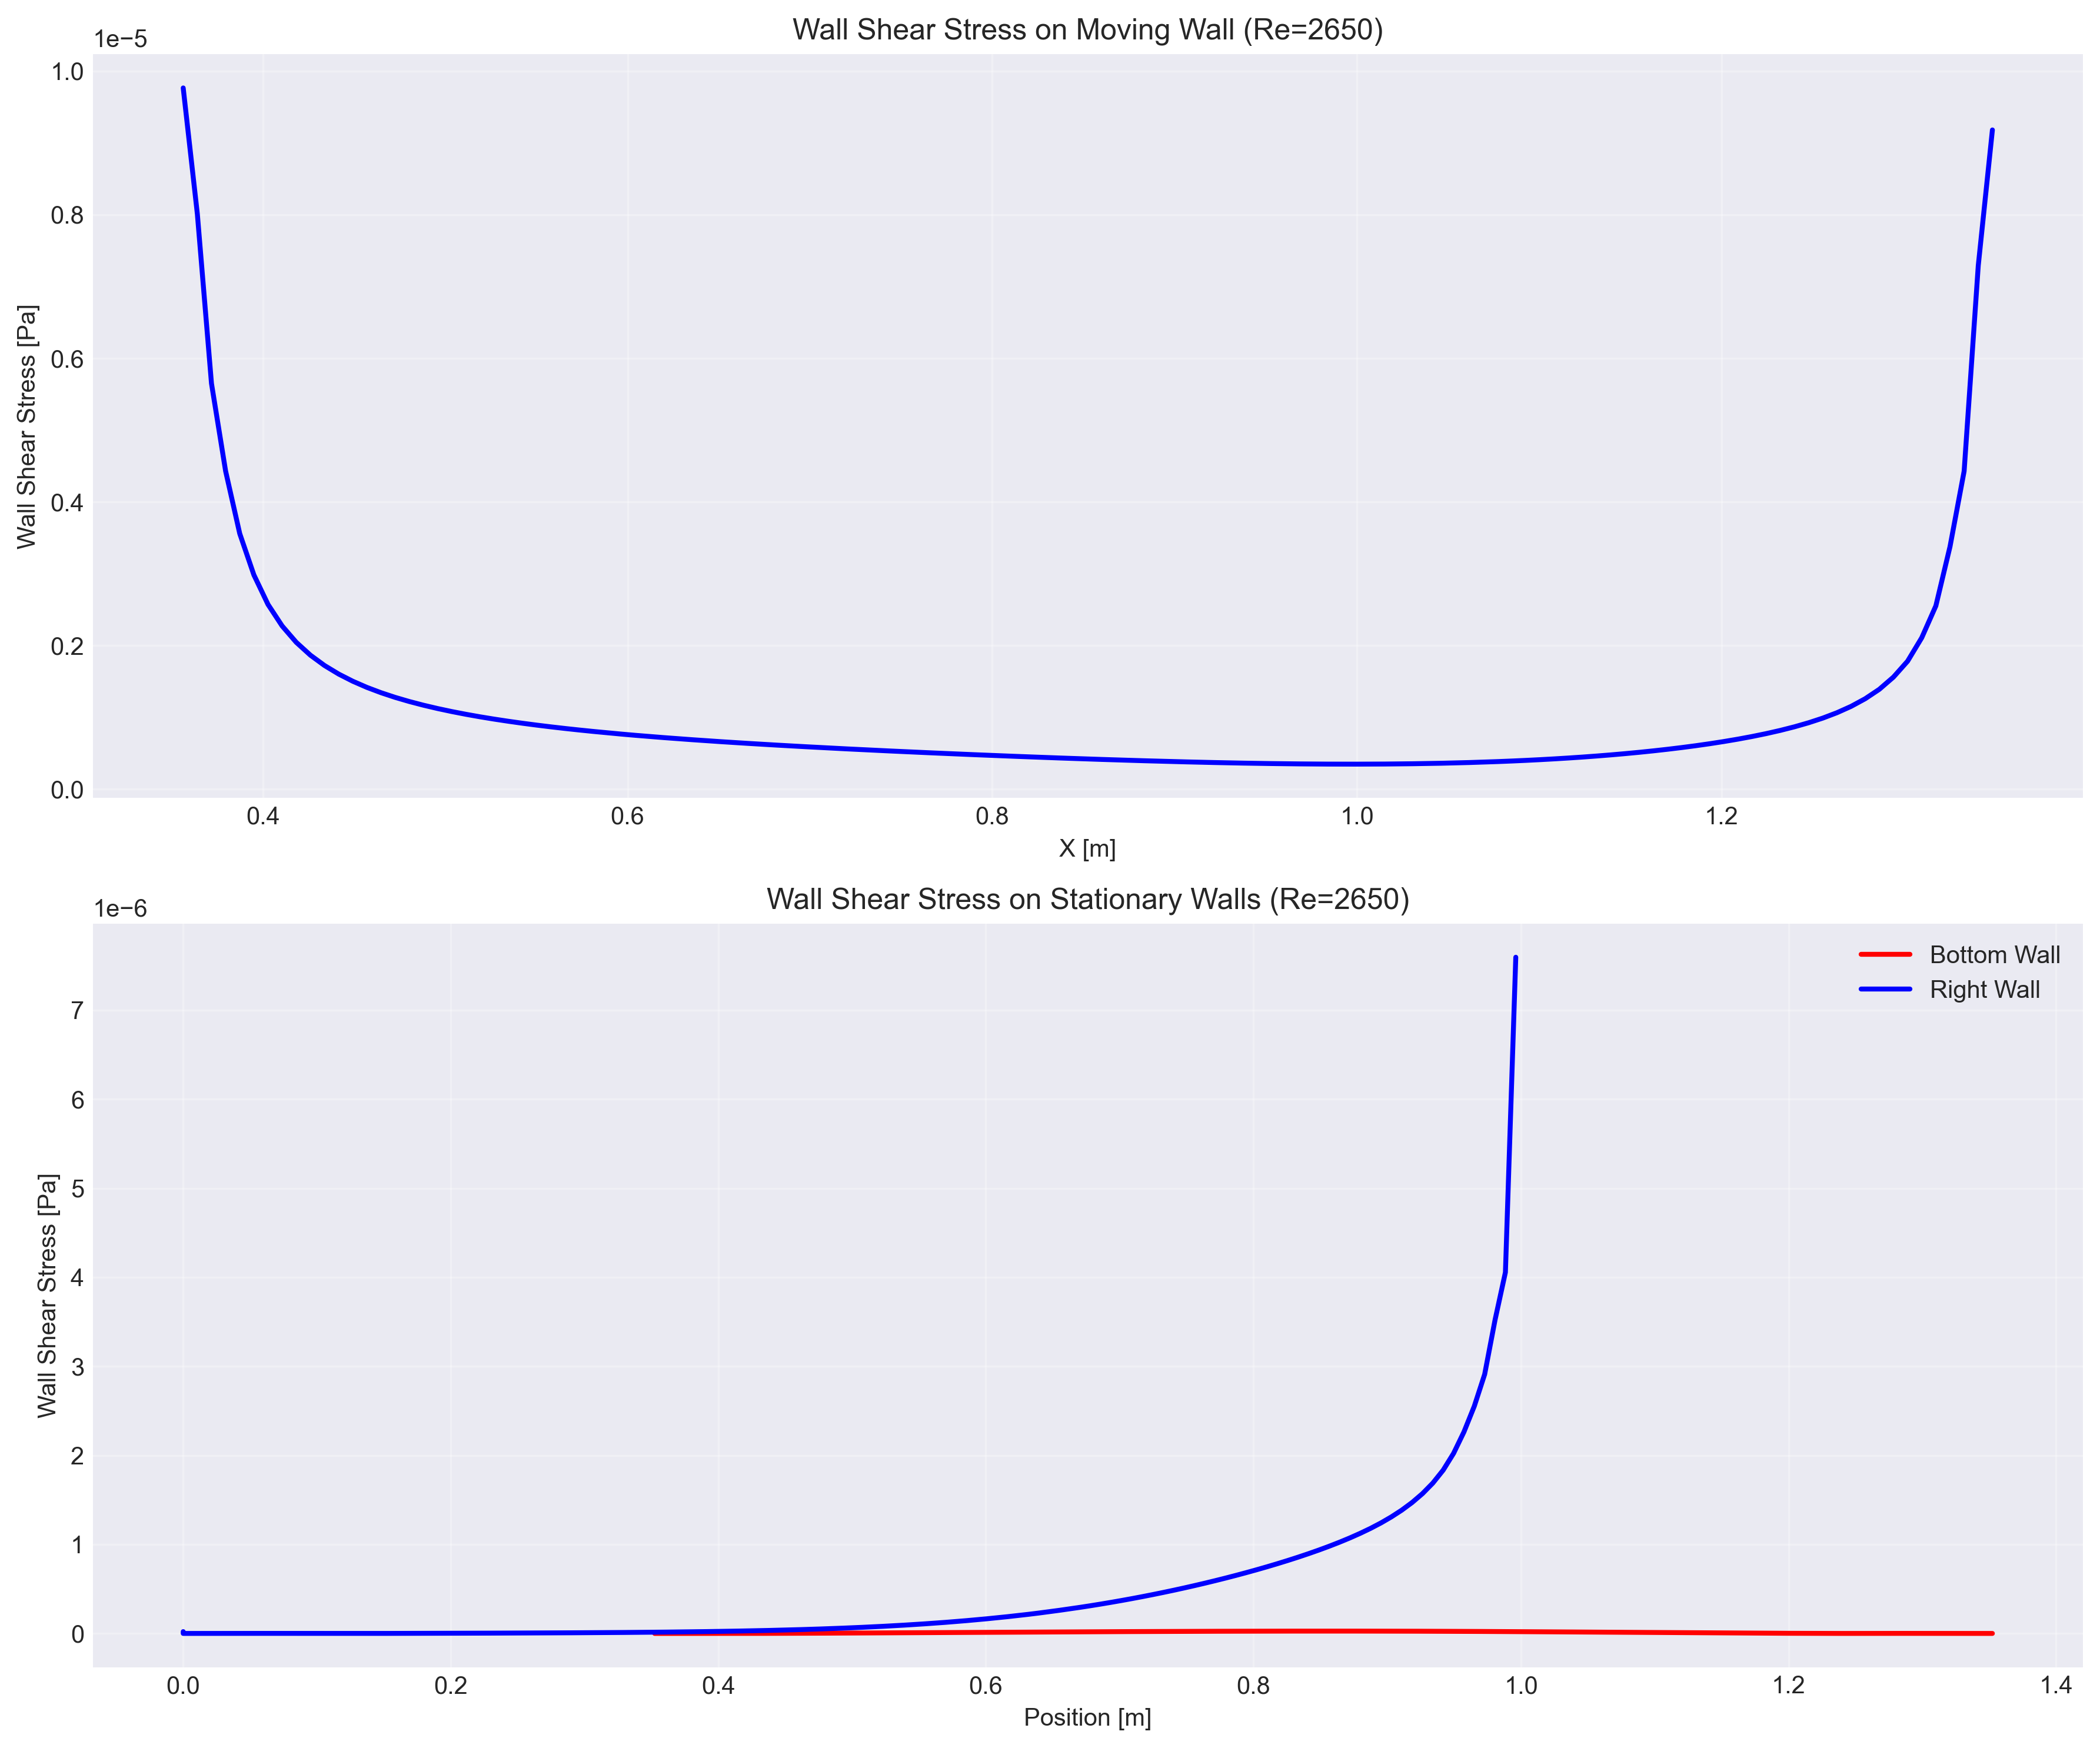 Wall Shear Stress on Moving Wall (Re=2650)
1e−5
1.0
0.8
0.6
0.4
0.2
0.0
Wall Shear Stress [Pa]
0.4 0.6 0.8 1.0 1.2
X [m]
Wall Shear Stress on Stationary Walls (Re=2650)
1e−6
Bottom Wall
Right Wall
7
6
5
4
3
2
1
0
Wall Shear Stress [Pa]
0.0 0.2 0.4 0.6 0.8 1.0 1.2 1.4
Position [m]